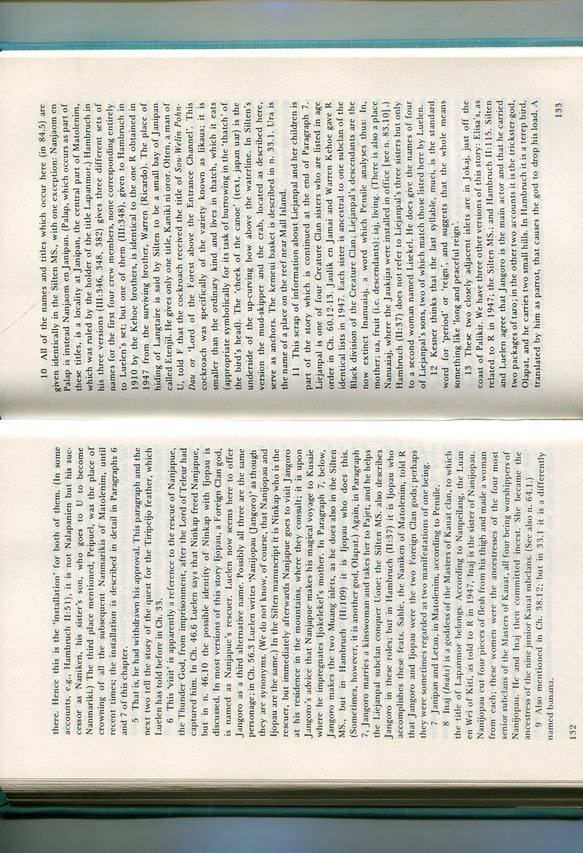 there. Hence this is the ‘installation’ for both of them. (In some
accounts, e.g., Hambruch II:51), it is not Nalapanien but his suc-
cessor as Naniken, his sister's son, who goes to U to become
Nanmariki.) The third place mentioned, Peipuel, was the place of
crowning of all the subsequent Nanmarikis of Matolenim, until
recent times; the installation is described in detail in Paragraphs 6
and 7 of this chapter.
5 That is, he had withdrawn his approval. This paragraph and the
next two tell the story of the quest for the Tiripeijo feather, which
Luelen has told before in Ch. 33.
6 This ‘visit’ is apparently a reference to the rescue of Nanjapue,
the Thunder God, from imprisonment, after the Lord of Teleur had
captured him. In Ch. 46.6 Luelen says that Ninkap freed Nanjapue,
but in n. 46.10 the possible identity of Ninkap with Ijopau is
discussed. In most versions of this story Ijopau, a Foreign Clan god,
is named as Nanjapue's rescuer. Luelen now seems to here offer
Jangoro as a third alternative name. Possibly all three are the same
personage; in Ch. 56.3 Luelen writes ‘Nanijopau (Jangoro)’ as though
they are synonyms. (We do not know, of course, that Nanijopau and
Ijopau are the same.) In the Silten manuscript it is Ninkap who is the
rescuer, but immediately afterwards Nanjapue goes to visit Jangoro
at his residence in the mountains, where they consult; it is upon
Jangoro's advice that Nanjapue makes his magical voyage to Kusaie
where he impregnates Ijokelekel's mother. In Paragraph 7, below,
Jangoro makes the two Muang islets, as he does also in the Silten
MS., but in Hambruch (II:109) it is Ijopau who does this.
(Sometimes, however, it is another god, Olapat.) Again, in Paragraph
7, Jangoro marries a woman and takes her to Pajet, and he helps
the Liejanpal subclan conquer Uone; the Silten MS. also describes
Jangoro in these roles; but in Hambruch (II:37) it is Ijopau who
accomplishes these feats. Sahle, the Naniken of Matolenim, told R
that Jangoro and Ijopau were the two Foreign Clan gods; perhaps
they were sometimes regarded as two manifestations of one being.
7 Janipan and Letau, in Matolenim, according to Pensile.
8 Inaj (Inahs) is a goddess of the Masters of Kauat clan, to which
the title of Lapanmor belongs. According to Nanpeilang, the Luan
en Wei of Kiti, as told to R in 1947, Inaj is the sister of Nanijopau.
Nanijopau cut four pieces of flesh from his thigh and made a woman
from each; these women were the ancestresses of the four most
senior subclans of the Masters of Kauat, all four being worshippers of
Nanijopau. He and Inaj then committed incest. She became the
ancestress of the nine junior Kauat subclans. (See also n. 64.1.)
9 Also mentioned in Ch. 38.12; but in 33.1 it is a differently
named banana.
132
10 All of the names and titles which occur here (in 84.5) are
given identically in the Silten MS., with one exception: Nanjaom en
Palap is instead Nanjaom en Janipan. (Palap, which occurs as part of
these titles, is a locality at Janipan, the central part of Matolenim,
which was ruled by the holder of the title Lapanmor.) Hambruch in
his three versions (III:346, 348, 382) gives three different sets of
names for the first four crew members, none corresponding entirely
to Luelen's set; but one of them (III:348), given to Hambruch in
1910 by the Kehoe brothers, is identical to the one R obtained in
1947 from the surviving brother, Warren (Ricardo). The place of
hiding of Langtaire is said by Silten to be a small bay of Janipan
called Etenjil. He gives only one title, Kaniki ni oror. Olten, a man of
U, told F that the cockroach received the title of Sou-Welin Pohn-
Dau or ‘Lord of the Forest above the Entrance Channel’. This
cockroach was specifically of the variety known as likaus; it is
smaller than the ordinary kind and lives in thatch, which it eats
(appropriate symbolically for its task of burrowing in the ‘thatch’ of
the bird's head). The ‘cheek of the canoe’ (text, japan uar) is the
underside of the up-curving bow above the waterline. In Silten's
version the mud-skipper and the crab, located as described here,
serve as anchors. The kemeui basket is described in n. 33.1. Ura is
the name of a place on the reef near Mall Island.
11 This scrap of information about Liejanpal and her children is
part of the story which is continued at the end of Paragraph 7.
Liejanpal is one of four Creature Clan sisters who are listed in age
order in Ch. 60.12-13. Jaulik en Jamai and Warren Kehoe gave R
identical lists in 1947. Each sister is ancestral to one subclan of the
Black division of the Creature Clan; Liejanpal's descendants are the
now extinct Inanuaiaj, a word which Pensile analyses thus: In,
mother; ua, fruit (i.e. descendants); iaj, living. (There is also a place
Nanuaiaj, where the Jaukijas were installed in office [see n. 83.10].)
Hambruch (II:37) does not refer to Liejanpal's three sisters but only
to a second woman named Lisekel. He does give the names of four
of Liejanpal's sons, two of which match those listed here by Luelen.
12 Kesner thinks that the last syllable, muei, is the standard
word for ‘period’ or ‘reign’, and suggests that the whole means
something like ‘long and peaceful reign’.
13 These two closely adjacent islets are in Jokaj, just off the
coast of Palikir. We have three other versions of this story: Elisa's, as
related to R in 1947; the Silten MS.; and Hambruch II:115. Silten
and Luelen agree that Jangoro is the main actor and that he carried
two packages of taro; in the other two accounts it is the trickster-god,
Olapat, and he carries two small hills. In Hambruch it is a terep bird,
translated by him as parrot, that causes the god to drop his load. A
133